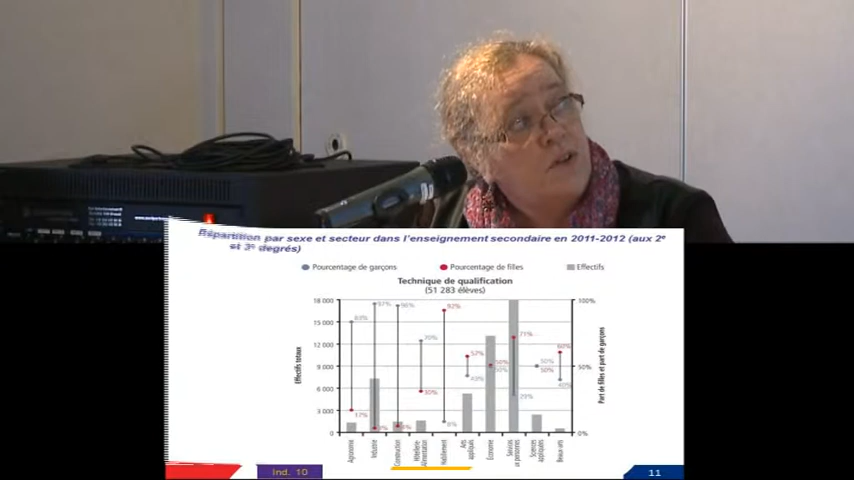 Répartition par sexe et secteur dans l'enseignement secondaire en 2011-2012 (aux 2e
et 3e degrés)
Pourcentage de garçons Pourcentage de filles Effectifs
Technique de qualification
(51 283 élèves)
18 000 100%
15 000
12 000
9 000 50%
6 000
3 000
0 0%
Effectifs totaux
Part de filles et part de garçons
83% 97% 98% 70% 92% 57% 50% 71% 50% 60%
17% 3% 30% 8% 43% 50% 29% 50% 40%
Agronomie
Industrie
Construction
Hôtellerie-
Alimentation
Habillement
Arts
appliqués
Economie
Services
aux personnes
Sciences
appliquées
Beaux-arts
Ind. 10
11